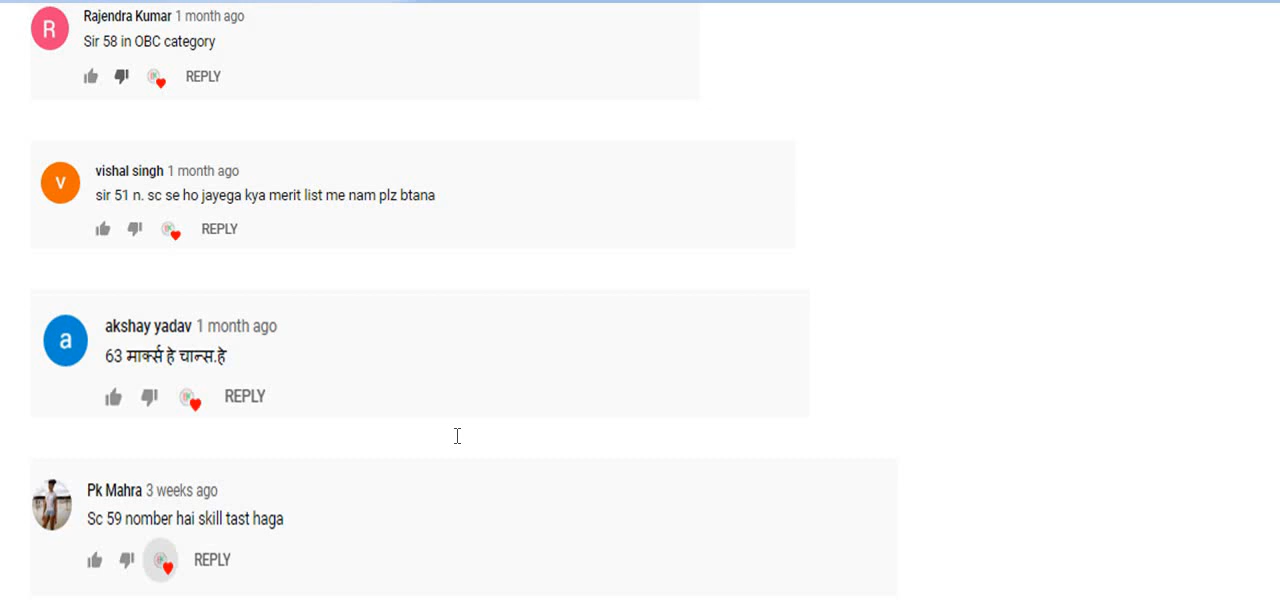 R
Rajendra Kumar 1 month ago
Sir 58 in OBC category
REPLY
v
vishal singh 1 month ago
sir 51 n. sc se ho jayega kya merit list me nam plz btana
REPLY
a
akshay yadav 1 month ago
63 मार्क्स हे चान्स.हे
REPLY
Pk Mahra 3 weeks ago
Sc 59 nomber hai skill tast haga
REPLY